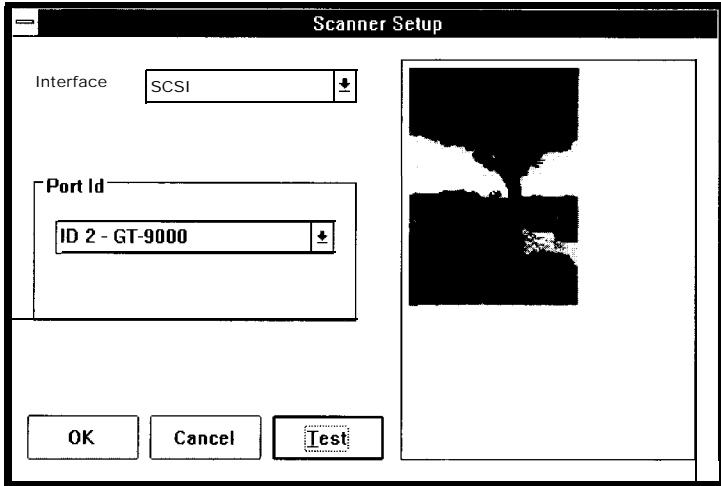 Scanner Setup
Interface
SCSI
Port Id
ID 2 - GT-9000
OK
Cancel
Test